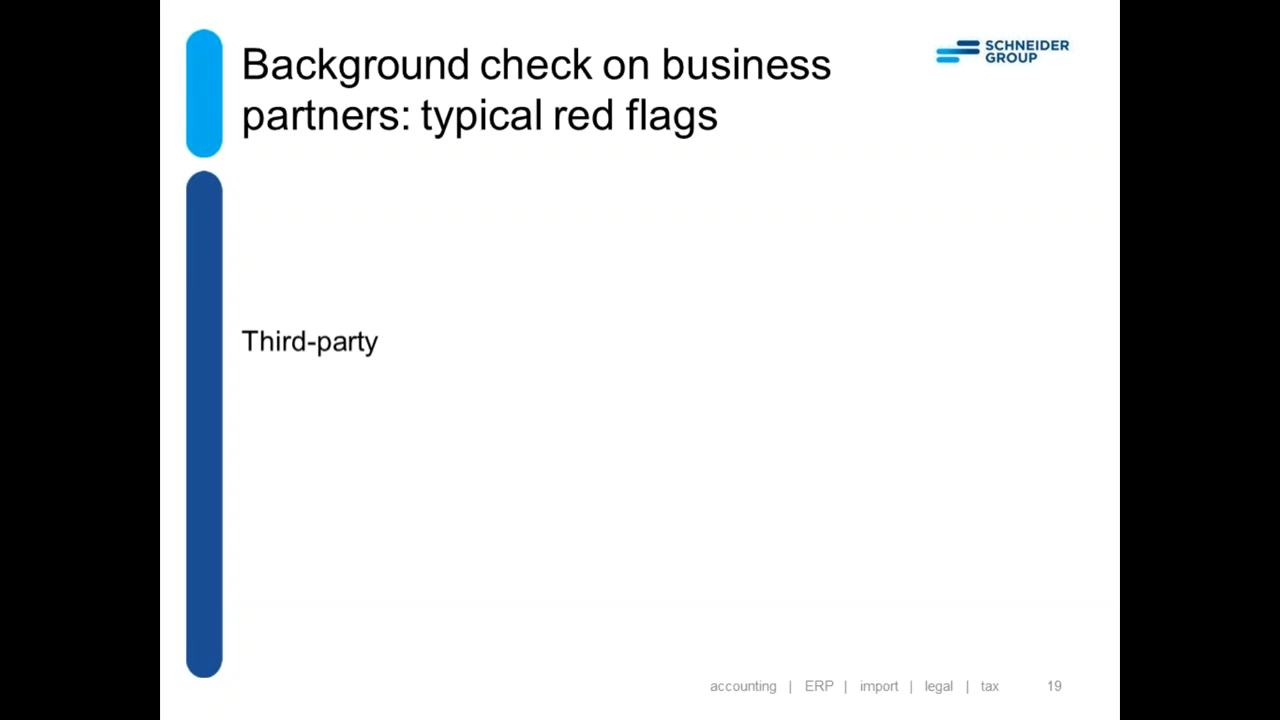 Background check on business
partners: typical red flags
SCHNEIDER
GROUP
Third-party
accounting | ERP | import | legal | tax 19